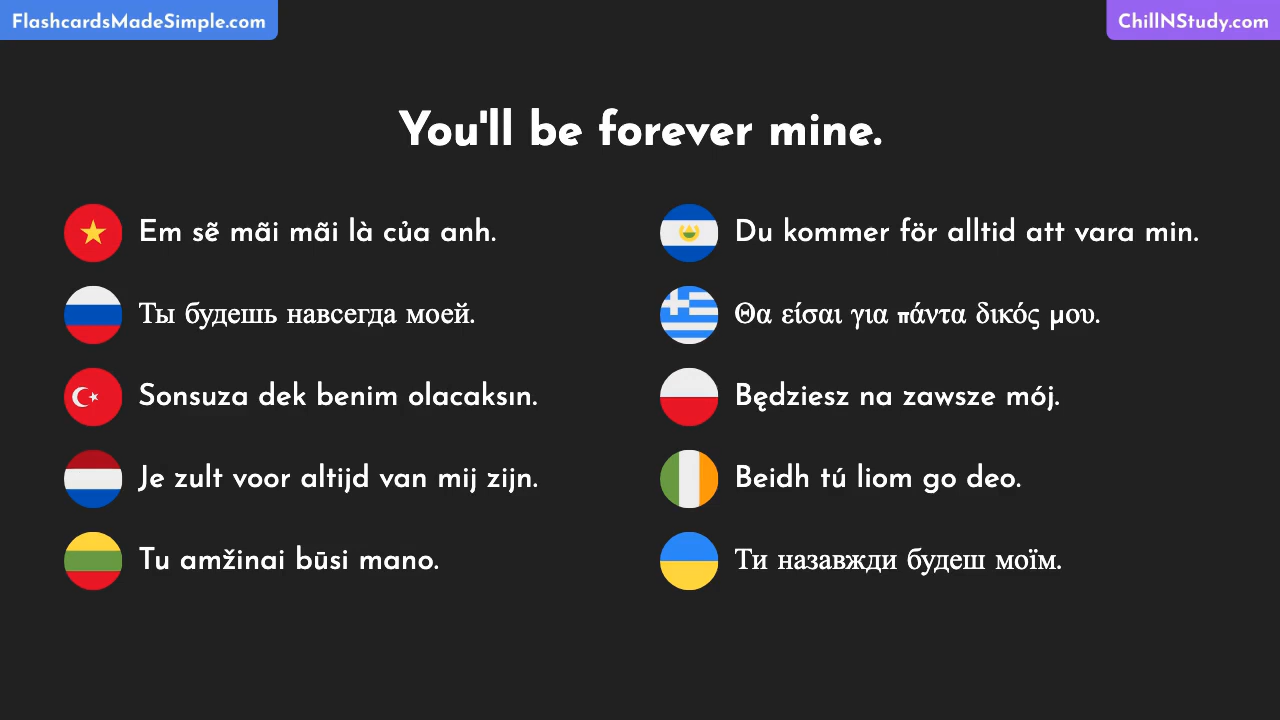 FlashcardsMadeSimple.com
ChillNStudy.com
You'll be forever mine.
Em sẽ mãi mãi là của anh.
Ты будешь навсегда моей.
Sonsuza dek benim olacaksın.
Je zult voor altijd van mij zijn.
Tu amžinai būsi mano.
Du kommer för alltid att vara min.
Θα είσαι για πάντα δικός μου.
Będziesz na zawsze mój.
Beidh tú liom go deo.
Ти назавжди будеш моїм.